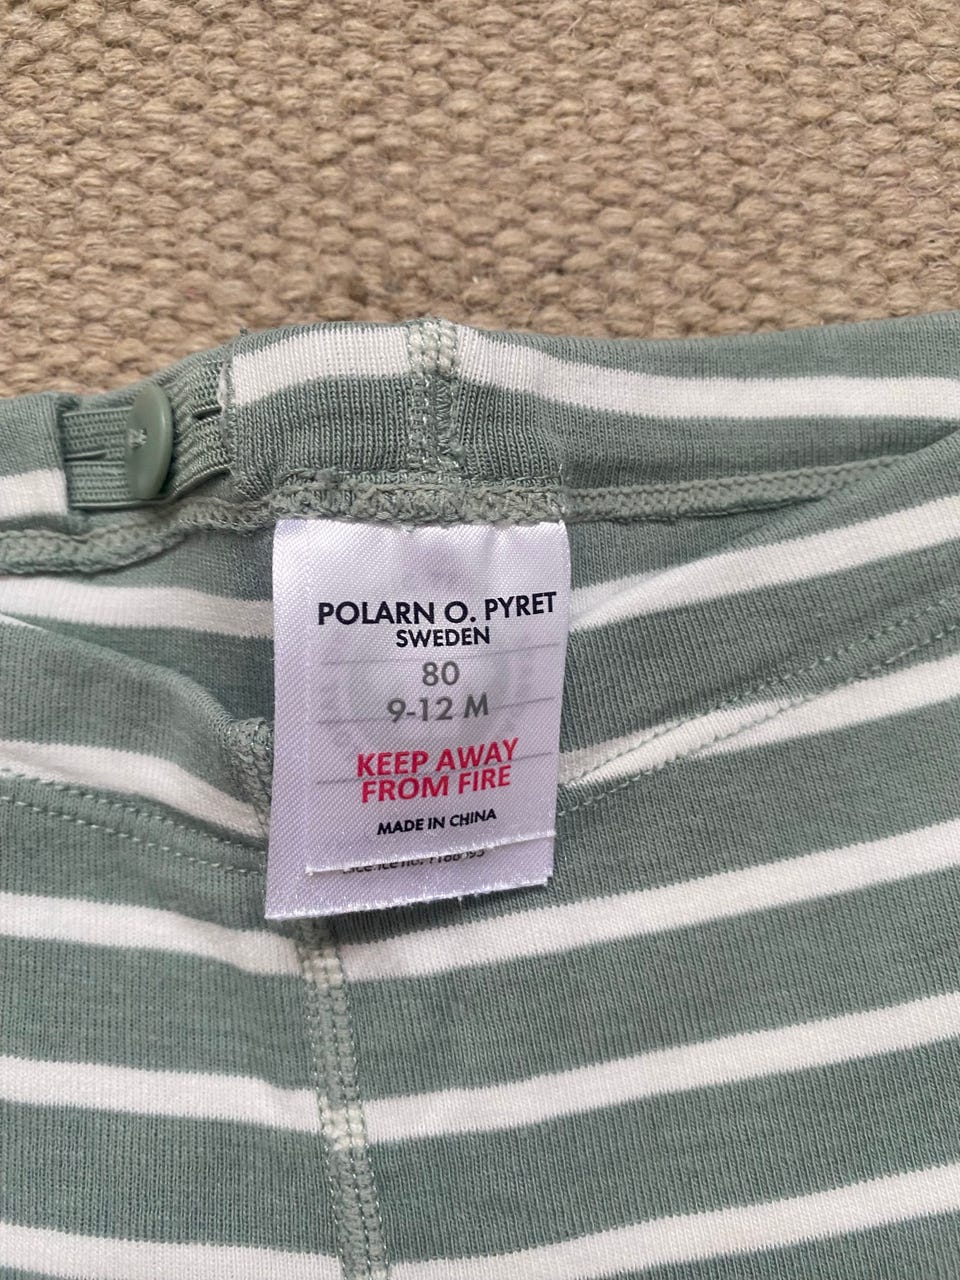 POLARN O. PYRET
SWEDEN
80
9-12 M
KEEP AWAY
FROM FIRE
MADE IN CHINA